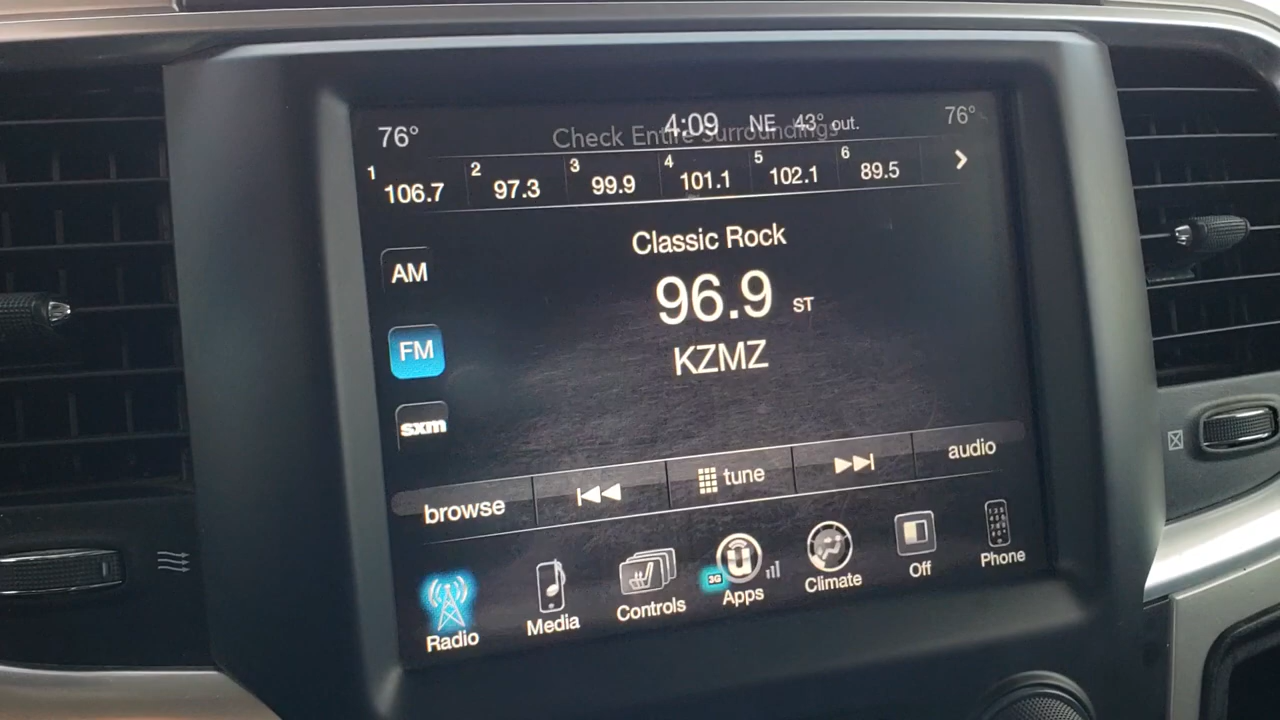 76° Check Entire Surroundings 4:09 NE 43° out. 76°
1 106.7 2 97.3 3 99.9 4 101.1 5 102.1 6 89.5
Classic Rock
AM
96.9 ST
FM
KZMZ
sxm
browse tune audio
3G
Radio Media Controls Apps Climate Off Phone